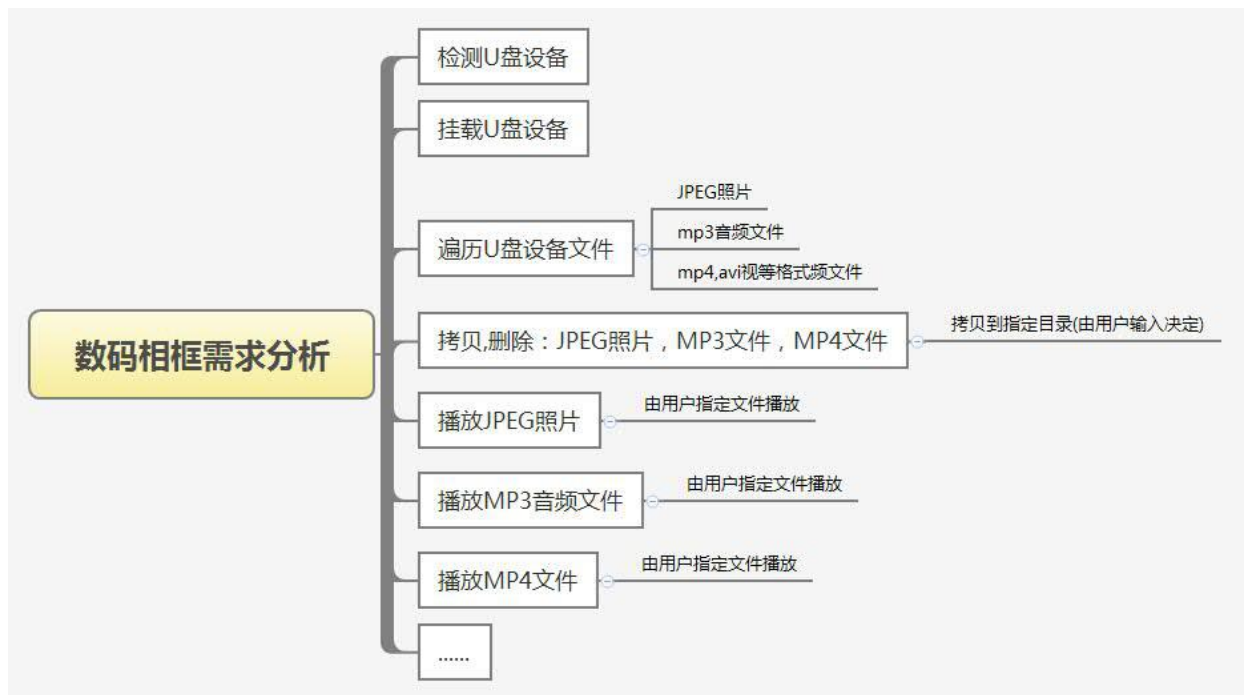 检测U盘设备
挂载U盘设备
遍历U盘设备文件
JPEG照片
mp3音频文件
mp4,avi视等格式频文件
数码相框需求分析
拷贝,删除：JPEG照片，MP3文件，MP4文件
拷贝到指定目录(由用户输入决定)
播放JPEG照片
由用户指定文件播放
播放MP3音频文件
由用户指定文件播放
播放MP4文件
由用户指定文件播放
......